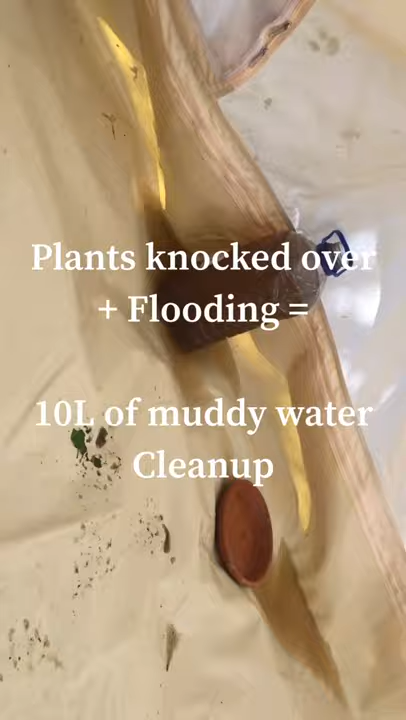 Plants knocked over
+ Flooding =
10L of muddy water
Cleanup